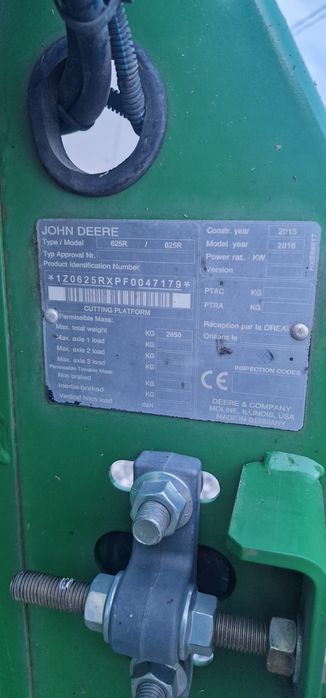 JOHN DEERE
Type / Model 625R / 625R
Typ Approval Nr.
Product Identification Number
*1Z0625RXPF0047179*
CUTTING PLATFORM
Permissible Mass:
Max. total weight KG 2850
Max. axle 1 load KG
Max. axle 2 load KG
Max. axle 3 load KG
Permissible Towable Mass:
Non braked KG
Inertia braked KG
Vertical hitch load daN
Constr. year 2015
Model year 2016
Power rat. KW
Version
PTAC KG
PTRA KG
Réception par la DREA
CE
INSPECTION CODES
DEERE & COMPANY
MOLINE, ILLINOIS, USA
MADE IN GERMANY